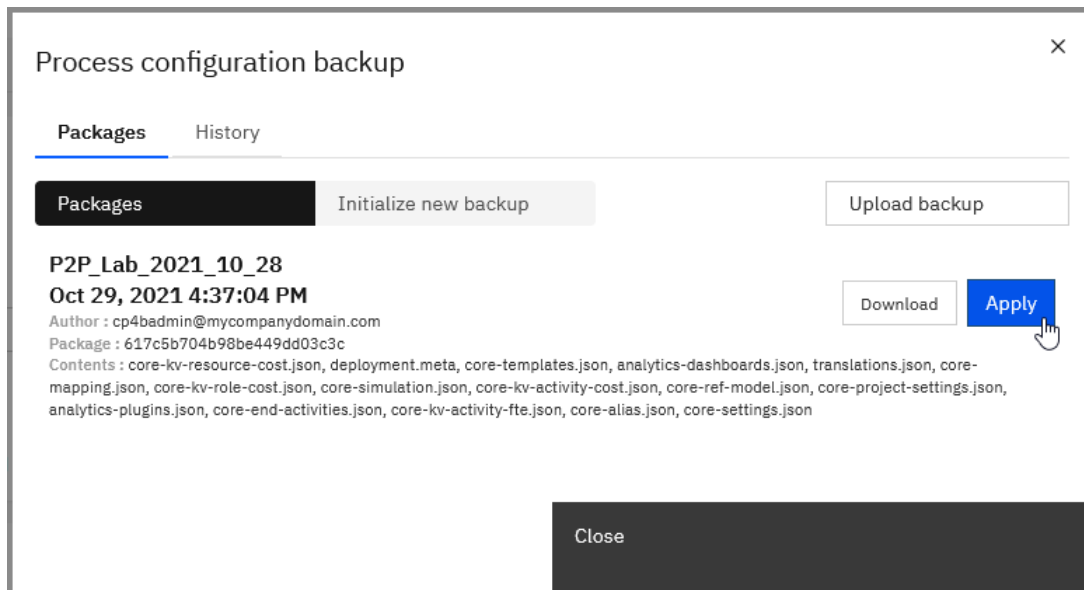 Process configuration backup
Packages
History
Packages
Initialize new backup
Upload backup
P2P_Lab_2021_10_28
Oct 29, 2021 4:37:04 PM
Download
Apply
Author : cp4badmin@mycompanydomain.com
Package : 617c5b704b98be449dd03c3c
Contents : core-kv-resource-cost.json, deployment.meta, core-templates.json, analytics-dashboards.json, translations.json, core-
mapping.json, core-kv-role-cost.json, core-simulation.json, core-kv-activity-cost.json, core-ref-model.json, core-project-settings.json,
analytics-plugins.json, core-end-activities.json, core-kv-activity-fte.json, core-alias.json, core-settings.json
Close